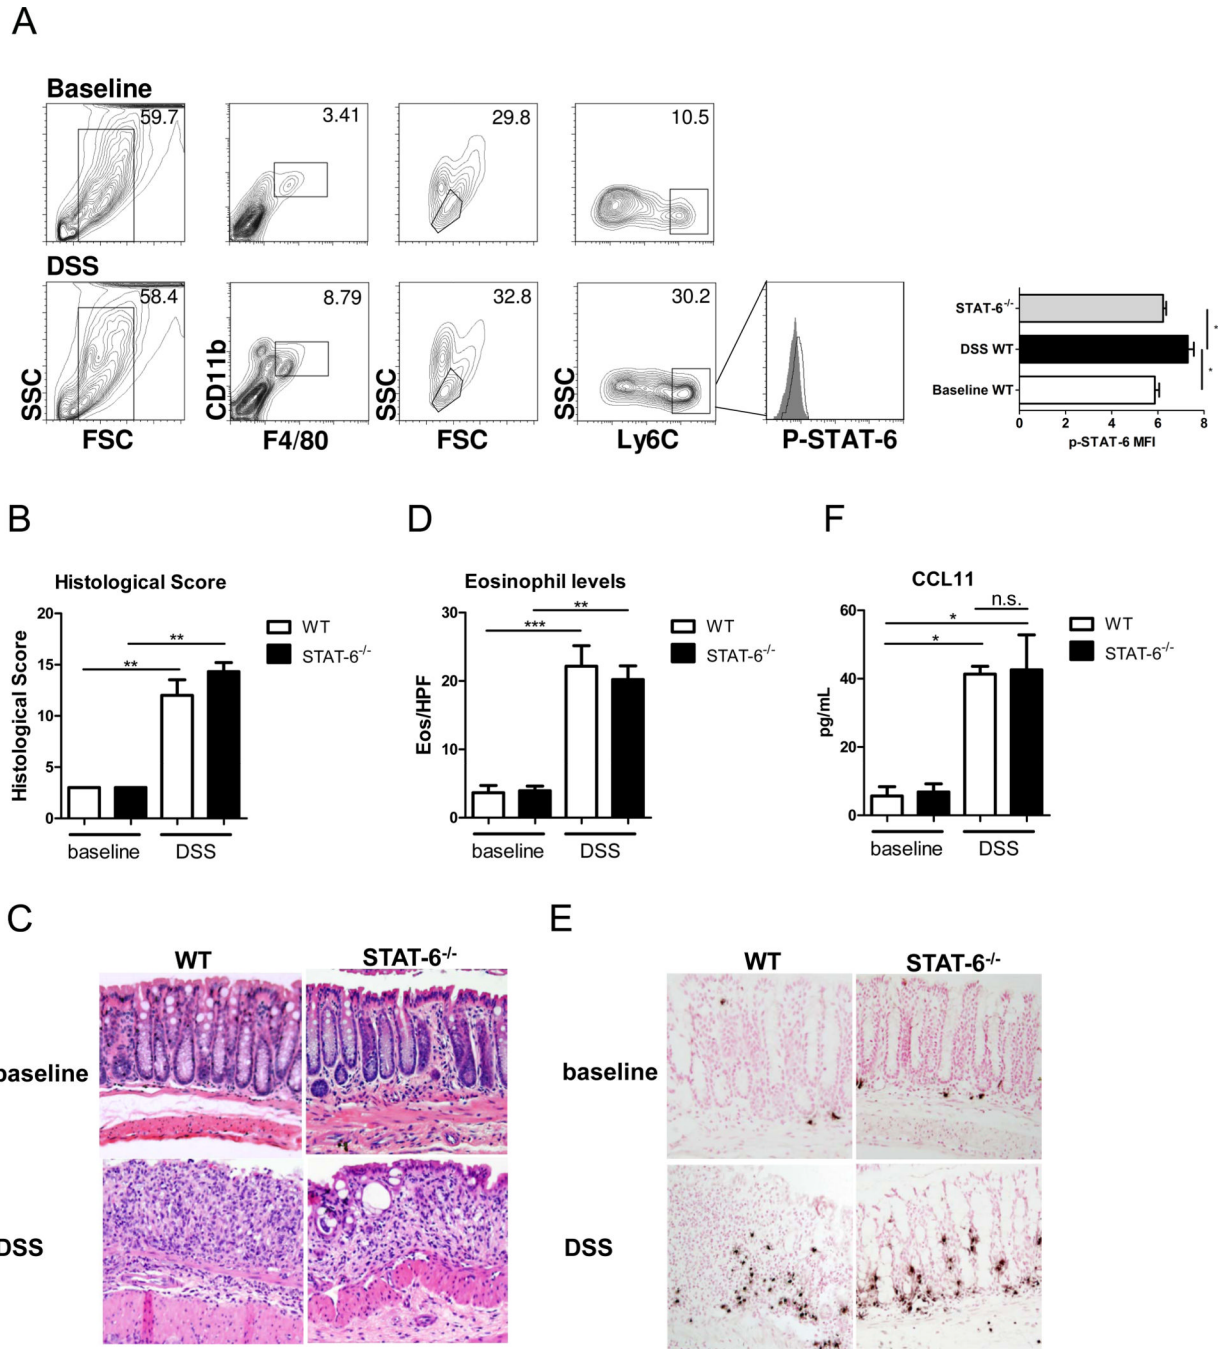 A
Baseline
59.7
3.41
29.8
10.5
DSS
58.4
8.79
32.8
30.2
SSC
CD11b
SSC
SSC
FSC
F4/80
FSC
Ly6C
P-STAT-6
STAT-6-/-
DSS WT
Baseline WT
*
*
0 2 4 6 8
p-STAT-6 MFI
B
Histological Score
Histological Score
20
15
10
5
0
**
**
WT
STAT-6-/-
baseline
DSS
D
Eosinophil levels
Eos/HPF
30
20
10
0
**
***
WT
STAT-6-/-
baseline
DSS
F
CCL11
pg/mL
60
40
20
0
n.s.
*
*
WT
STAT-6-/-
baseline
DSS
C
WT
STAT-6-/-
baseline
DSS
E
WT
STAT-6-/-
baseline
DSS